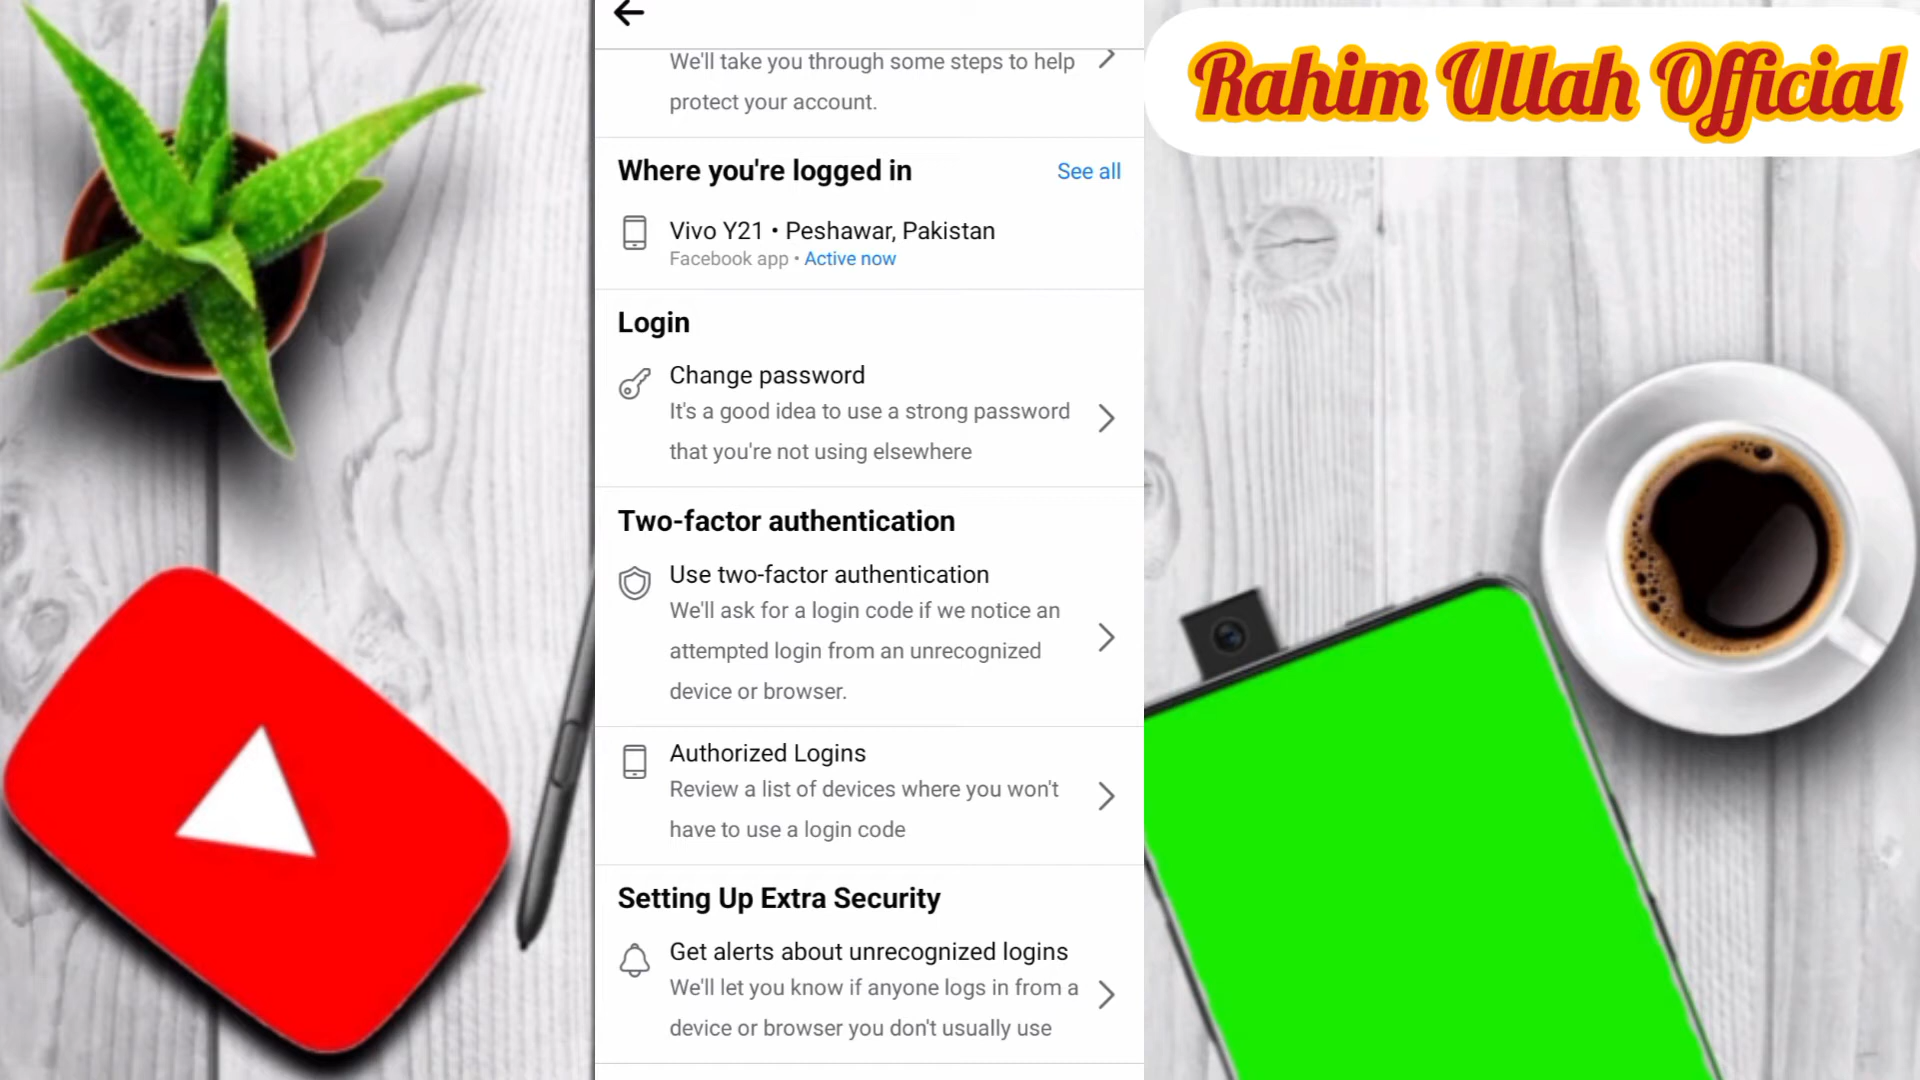 Rahim Ullah Official
We'll take you through some steps to help
protect your account.
Where you're logged in
See all
Vivo Y21 • Peshawar, Pakistan
Facebook app • Active now
Login
Change password
It's a good idea to use a strong password
that you're not using elsewhere
Two-factor authentication
Use two-factor authentication
We'll ask for a login code if we notice an
attempted login from an unrecognized
device or browser.
Authorized Logins
Review a list of devices where you won't
have to use a login code
Setting Up Extra Security
Get alerts about unrecognized logins
We'll let you know if anyone logs in from a
device or browser you don't usually use